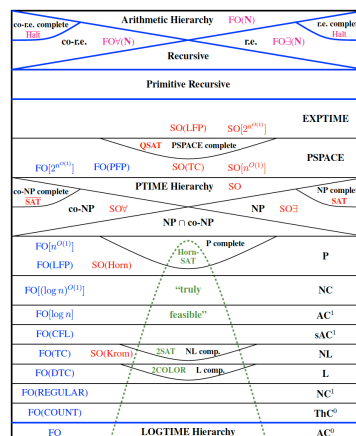 Arithmetic Hierarchy FO(N)
co-r.e. complete r.e. complete
Halt Halt
co-r.e. FO∀(N) r.e. FO∃(N)
Recursive
Primitive Recursive
SO(LFP) SO[2^{n^{O(1)}}] EXPTIME
QSAT PSPACE complete
FO[2^{n^{O(1)}}] FO(PFP) SO(TC) SO[n^{O(1)}] PSPACE
PTIME Hierarchy SO
co-NP complete NP complete
SAT SAT
co-NP SO∀ NP SO∃
NP ∩ co-NP
FO[n^{O(1)}] P complete
Horn-
SAT
FO(LFP) SO(Horn) P
FO[(log n)^{O(1)}] “truly NC
FO[log n] feasible” AC¹
FO(CFL) sAC¹
FO(TC) SO(Krom) 2SAT NL comp. NL
FO(DTC) 2COLOR L comp. L
FO(REGULAR) NC¹
FO(COUNT) ThC⁰
FO LOGTIME Hierarchy AC⁰